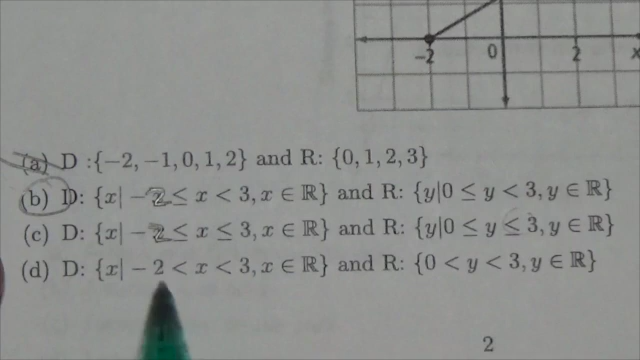 -2 0 2 x
(a) D :{−2, −1, 0, 1, 2} and R: {0, 1, 2, 3}
(b) D: {x| − 2 ≤ x < 3, x ∈ ℝ} and R: {y|0 ≤ y < 3, y ∈ ℝ}
(c) D: {x| − 2 ≤ x ≤ 3, x ∈ ℝ} and R: {y|0 ≤ y ≤ 3, y ∈ ℝ}
(d) D: {x| − 2 < x < 3, x ∈ ℝ} and R: {0 < y < 3, y ∈ ℝ}
2